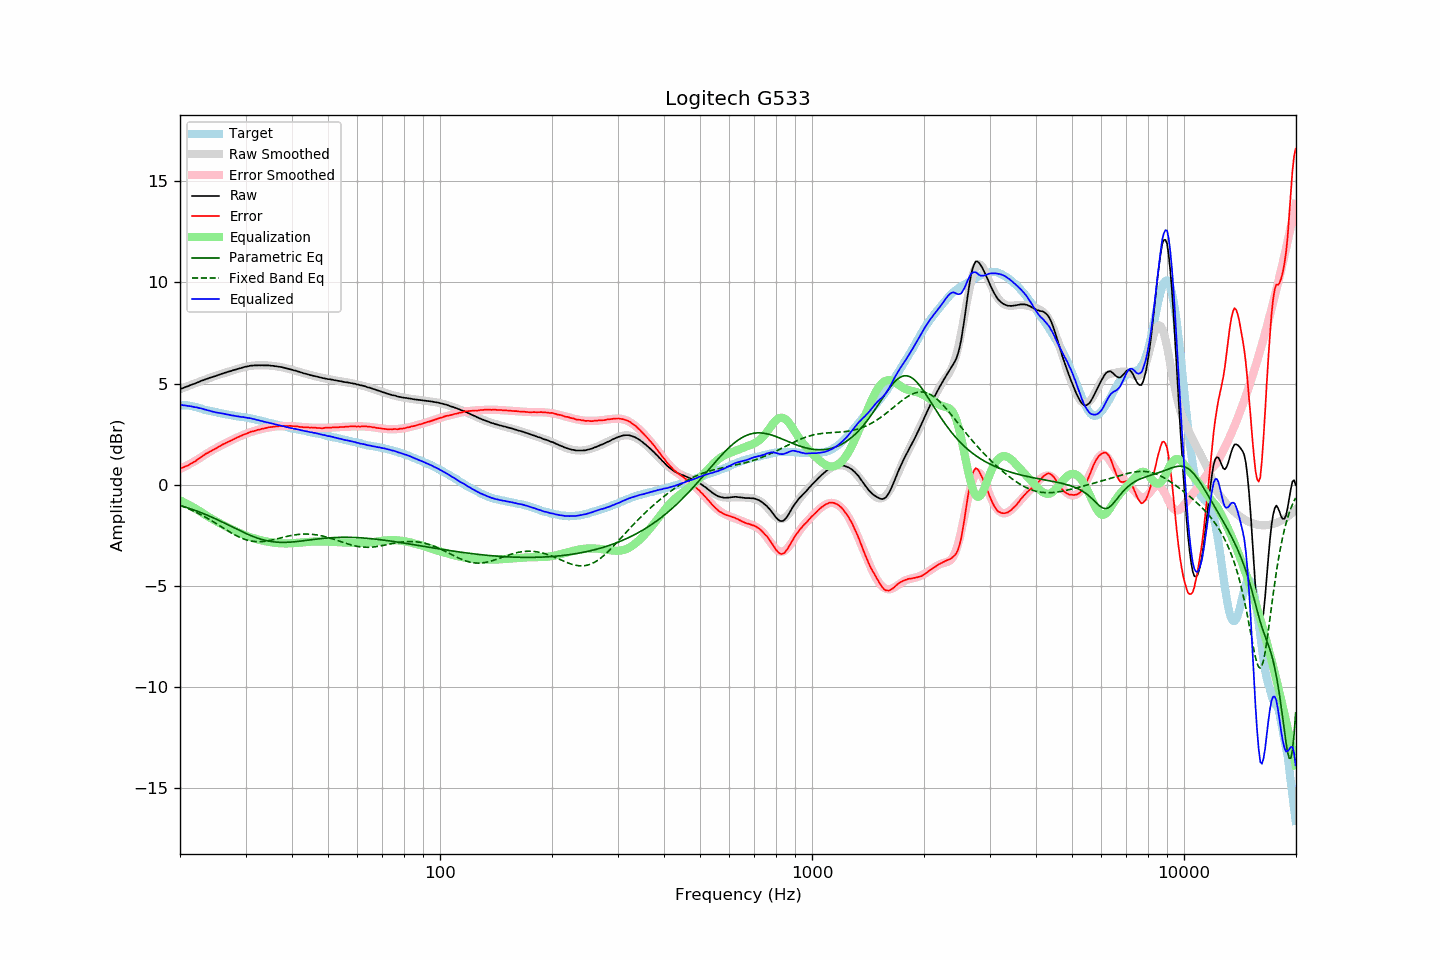 Logitech G533
Target
Raw Smoothed
Error Smoothed
Raw
Error
Equalization
Parametric Eq
Fixed Band Eq
Equalized
15
10
5
0
−5
−10
−15
Amplitude (dBr)
100
1000
10000
Frequency (Hz)